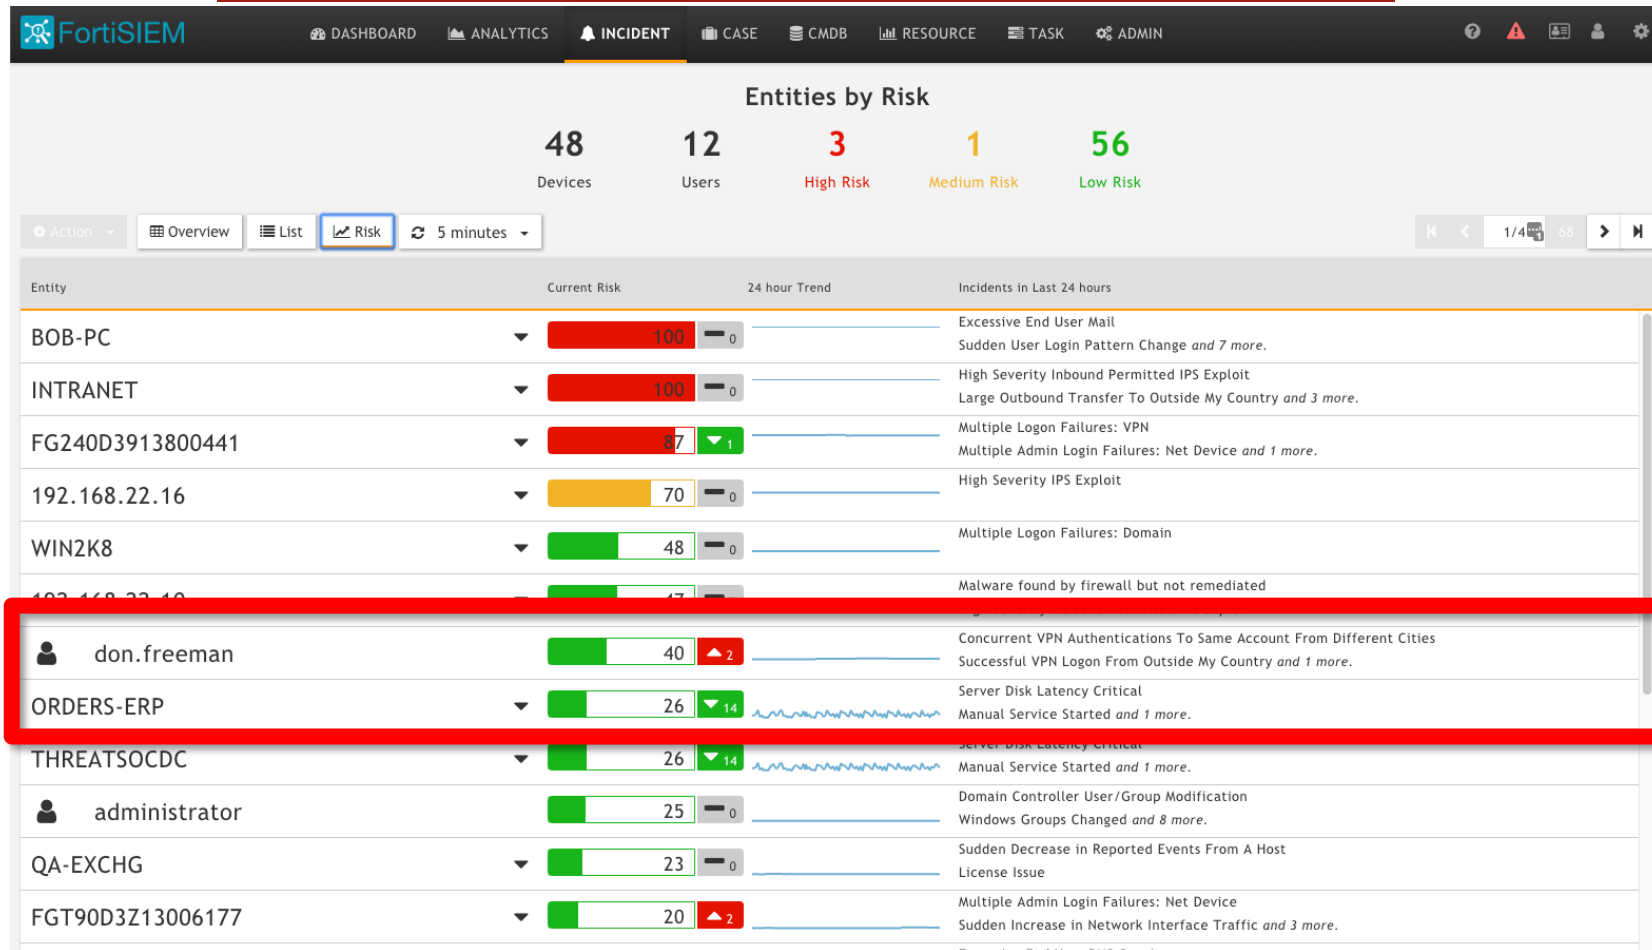 FortiSIEM DASHBOARD ANALYTICS INCIDENT CASE CMDB RESOURCE TASK ADMIN
Entities by Risk
48 12 3 1 56
Devices Users High Risk Medium Risk Low Risk
Action Overview List Risk 5 minutes 1/4 68
Entity Current Risk 24 hour Trend Incidents in Last 24 hours
BOB-PC 100 0 Excessive End User Mail
Sudden User Login Pattern Change and 7 more.
INTRANET 100 0 High Severity Inbound Permitted IPS Exploit
Large Outbound Transfer To Outside My Country and 3 more.
FG240D3913800441 87 1 Multiple Logon Failures: VPN
Multiple Admin Login Failures: Net Device and 1 more.
192.168.22.16 70 0 High Severity IPS Exploit
WIN2K8 48 0 Multiple Logon Failures: Domain
Malware found by firewall but not remediated
don.freeman 40 2 Concurrent VPN Authentications To Same Account From Different Cities
Successful VPN Logon From Outside My Country and 1 more.
ORDERS-ERP 26 14 Server Disk Latency Critical
Manual Service Started and 1 more.
THREATSOCDC 26 14 Server Disk Latency Critical
Manual Service Started and 1 more.
administrator 25 0 Domain Controller User/Group Modification
Windows Groups Changed and 8 more.
QA-EXCHG 23 0 Sudden Decrease in Reported Events From A Host
License Issue
FGT90D3Z13006177 20 2 Multiple Admin Login Failures: Net Device
Sudden Increase in Network Interface Traffic and 3 more.